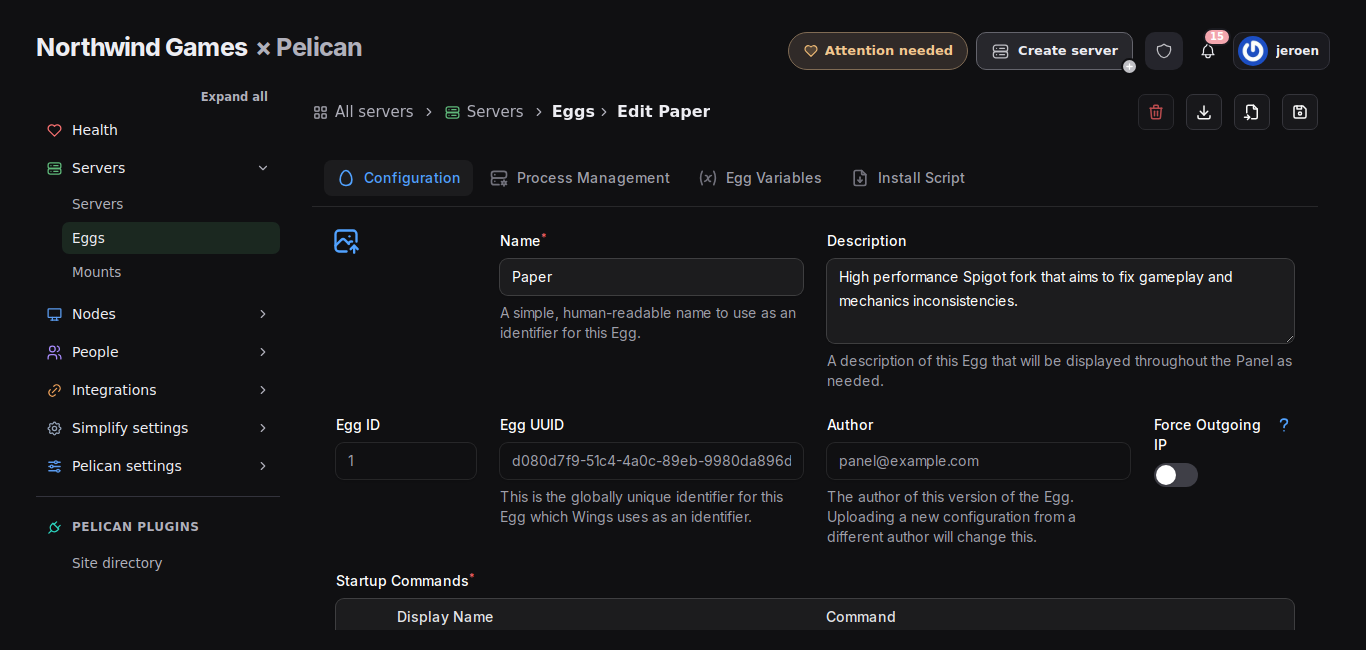 Northwind Games × Pelican
Attention needed
Create server
15
jeroen
Expand all
Health
Servers
Servers
Eggs
Mounts
Nodes
People
Integrations
Simplify settings
Pelican settings
PELICAN PLUGINS
Site directory
All servers > Servers > Eggs > Edit Paper
Configuration
Process Management
Egg Variables
Install Script
Name*
Paper
A simple, human-readable name to use as an
identifier for this Egg.
Description
High performance Spigot fork that aims to fix gameplay and
mechanics inconsistencies.
A description of this Egg that will be displayed throughout the Panel as
needed.
Egg ID
1
Egg UUID
d080d7f9-51c4-4a0c-89eb-9980da896d
This is the globally unique identifier for this
Egg which Wings uses as an identifier.
Author
panel@example.com
The author of this version of the Egg.
Uploading a new configuration from a
different author will change this.
Force Outgoing
IP
?
Startup Commands*
Display Name
Command